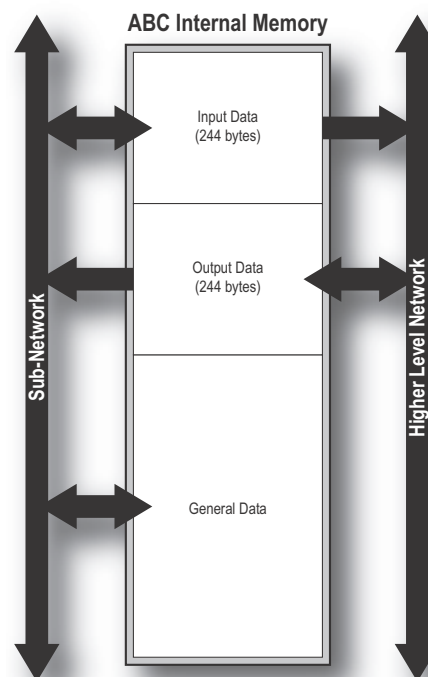 ABC Internal Memory
Input Data
(244 bytes)
Output Data
(244 bytes)
General Data
Sub-Network
Higher Level Network